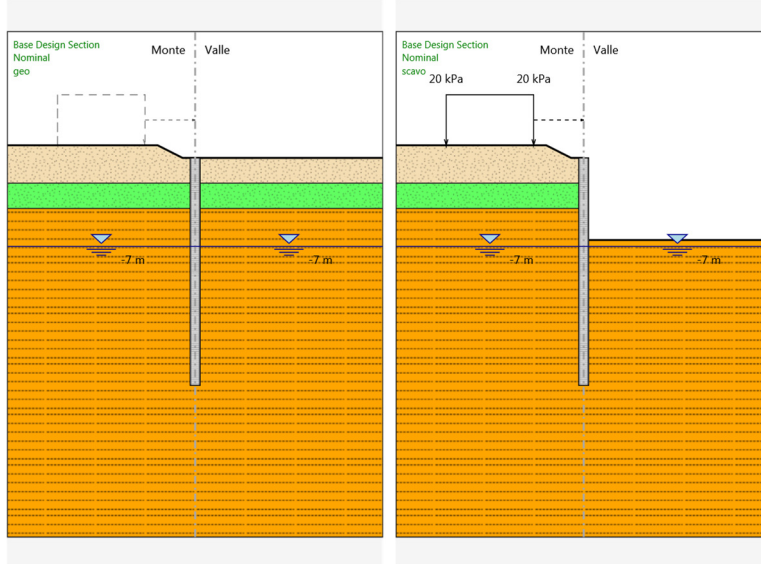 Base Design Section
Nominal
geo
Monte
Valle
-7 m
-7 m
Base Design Section
Nominal
scavo
Monte
Valle
20 kPa
20 kPa
-7 m
-7 m